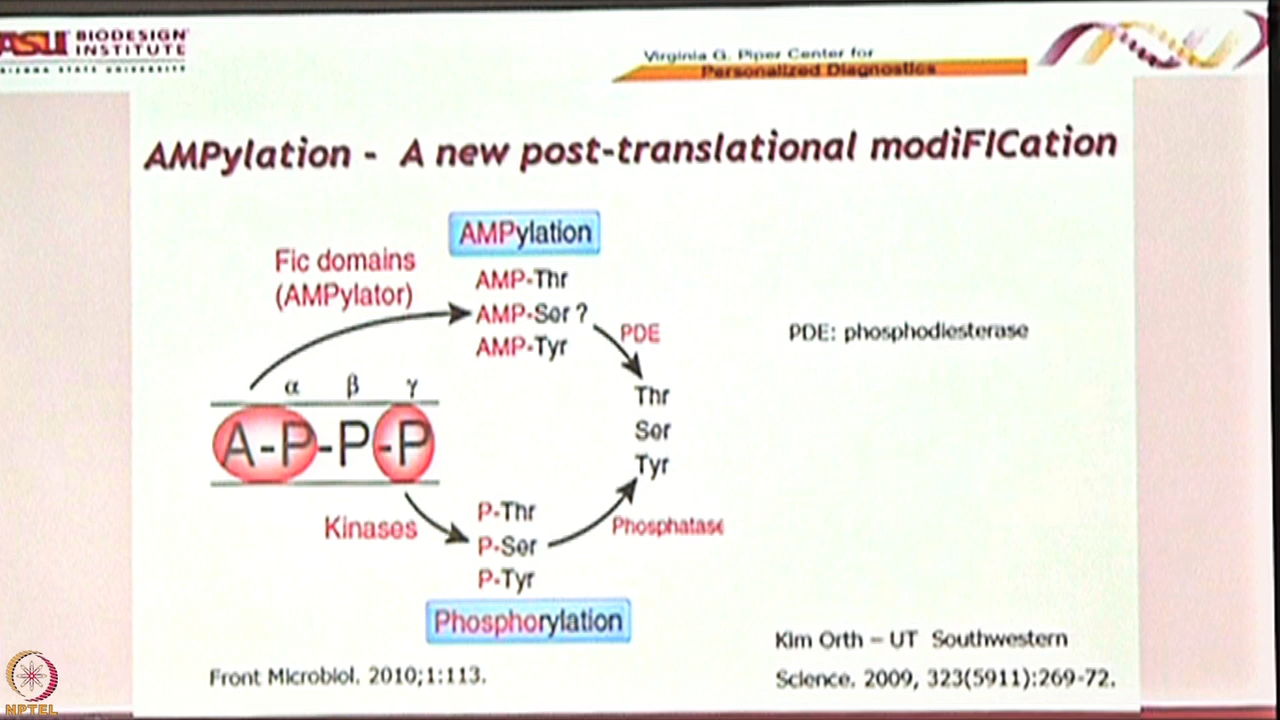 ASU BIODESIGN
INSTITUTE
ARIZONA STATE UNIVERSITY
Virginia G. Piper Center for
Personalized Diagnostics
AMPylation - A new post-translational modiFICation
AMPylation
Fic domains
(AMPylator)
AMP-Thr
AMP-Ser ?
AMP-Tyr
PDE
PDE: phosphodiesterase
α β γ
A-P-P-P
Thr
Ser
Tyr
Kinases
P-Thr
P-Ser
P-Tyr
Phosphatase
Phosphorylation
Kim Orth – UT Southwestern
Front Microbiol. 2010;1:113.
Science. 2009, 323(5911):269-72.
NPTEL